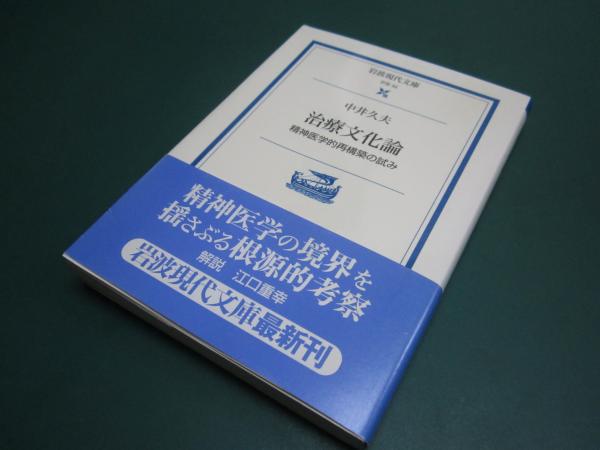 岩波現代文庫
中井久夫
治療文化論
精神医学的再構築の試み
精神医学の境界を
揺さぶる根源的考察
解説 江口重幸
岩波現代文庫最新刊